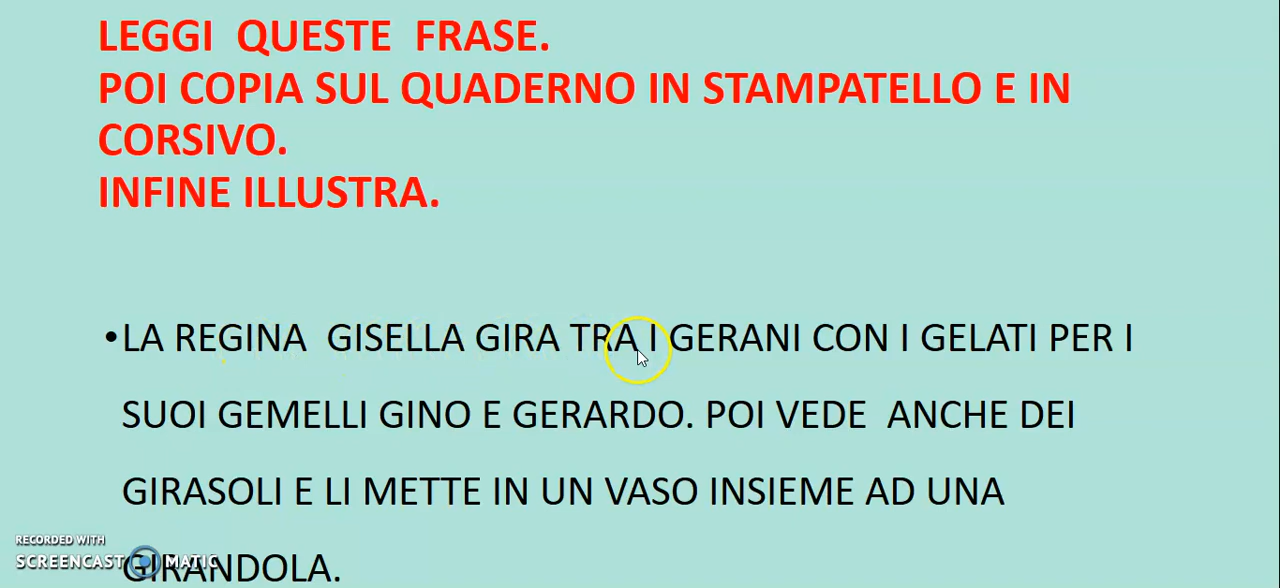 LEGGI QUESTE FRASE.
POI COPIA SUL QUADERNO IN STAMPATELLO E IN
CORSIVO.
INFINE ILLUSTRA.
•LA REGINA GISELLA GIRA TRA I GERANI CON I GELATI PER I
SUOI GEMELLI GINO E GERARDO. POI VEDE ANCHE DEI
GIRASOLI E LI METTE IN UN VASO INSIEME AD UNA
GIRANDOLA.
RECORDED WITH
SCREENCAST MATIC